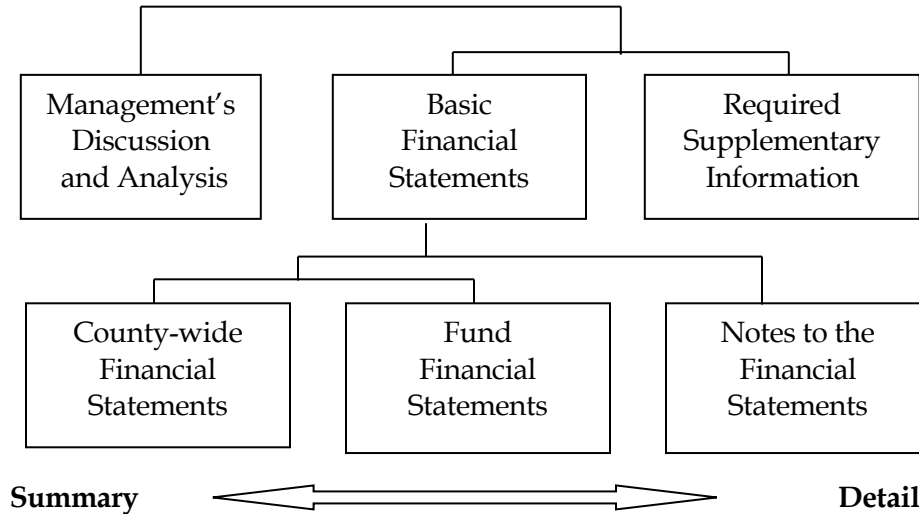 Management’s
Discussion
and Analysis
Basic
Financial
Statements
Required
Supplementary
Information
County-wide
Financial
Statements
Fund
Financial
Statements
Notes to the
Financial
Statements
Summary
Detail